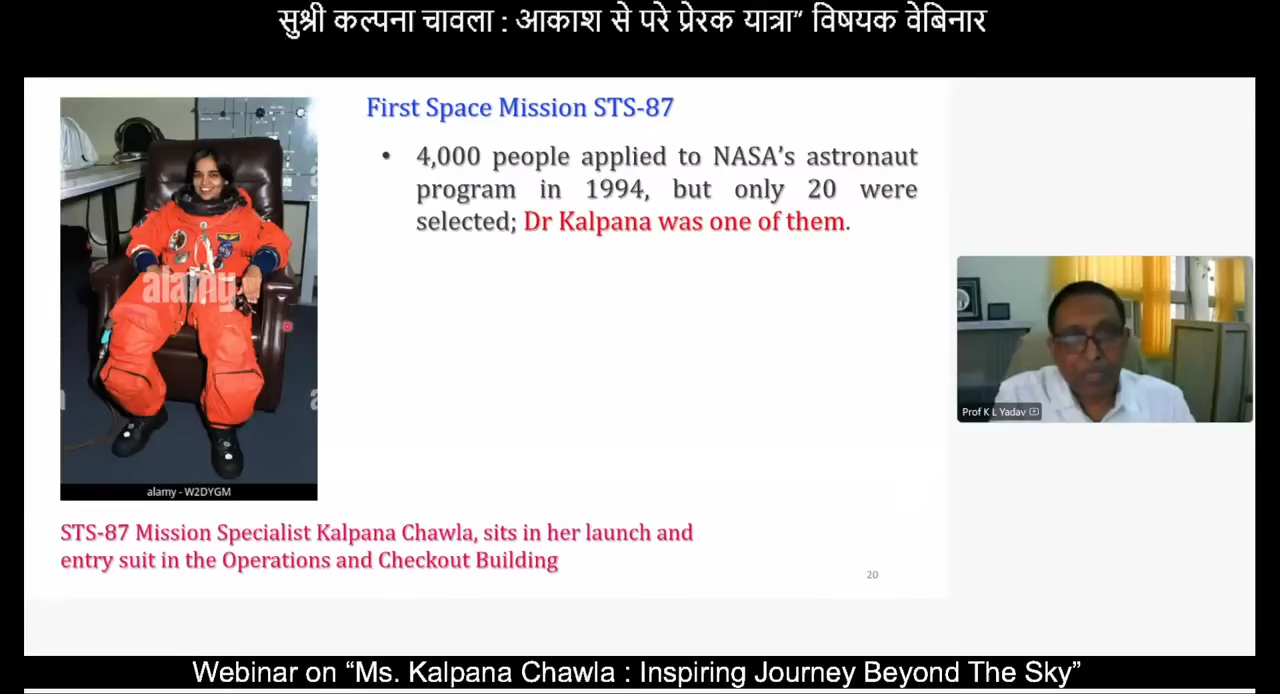 सुश्री कल्पना चावला : आकाश से परे प्रेरक यात्रा” विषयक वेबिनार
First Space Mission STS-87
• 4,000 people applied to NASA’s astronaut
program in 1994, but only 20 were
selected; Dr Kalpana was one of them.
alamy
alamy - W2DYGM
Prof K L Yadav
STS-87 Mission Specialist Kalpana Chawla, sits in her launch and
entry suit in the Operations and Checkout Building
20
Webinar on “Ms. Kalpana Chawla : Inspiring Journey Beyond The Sky”